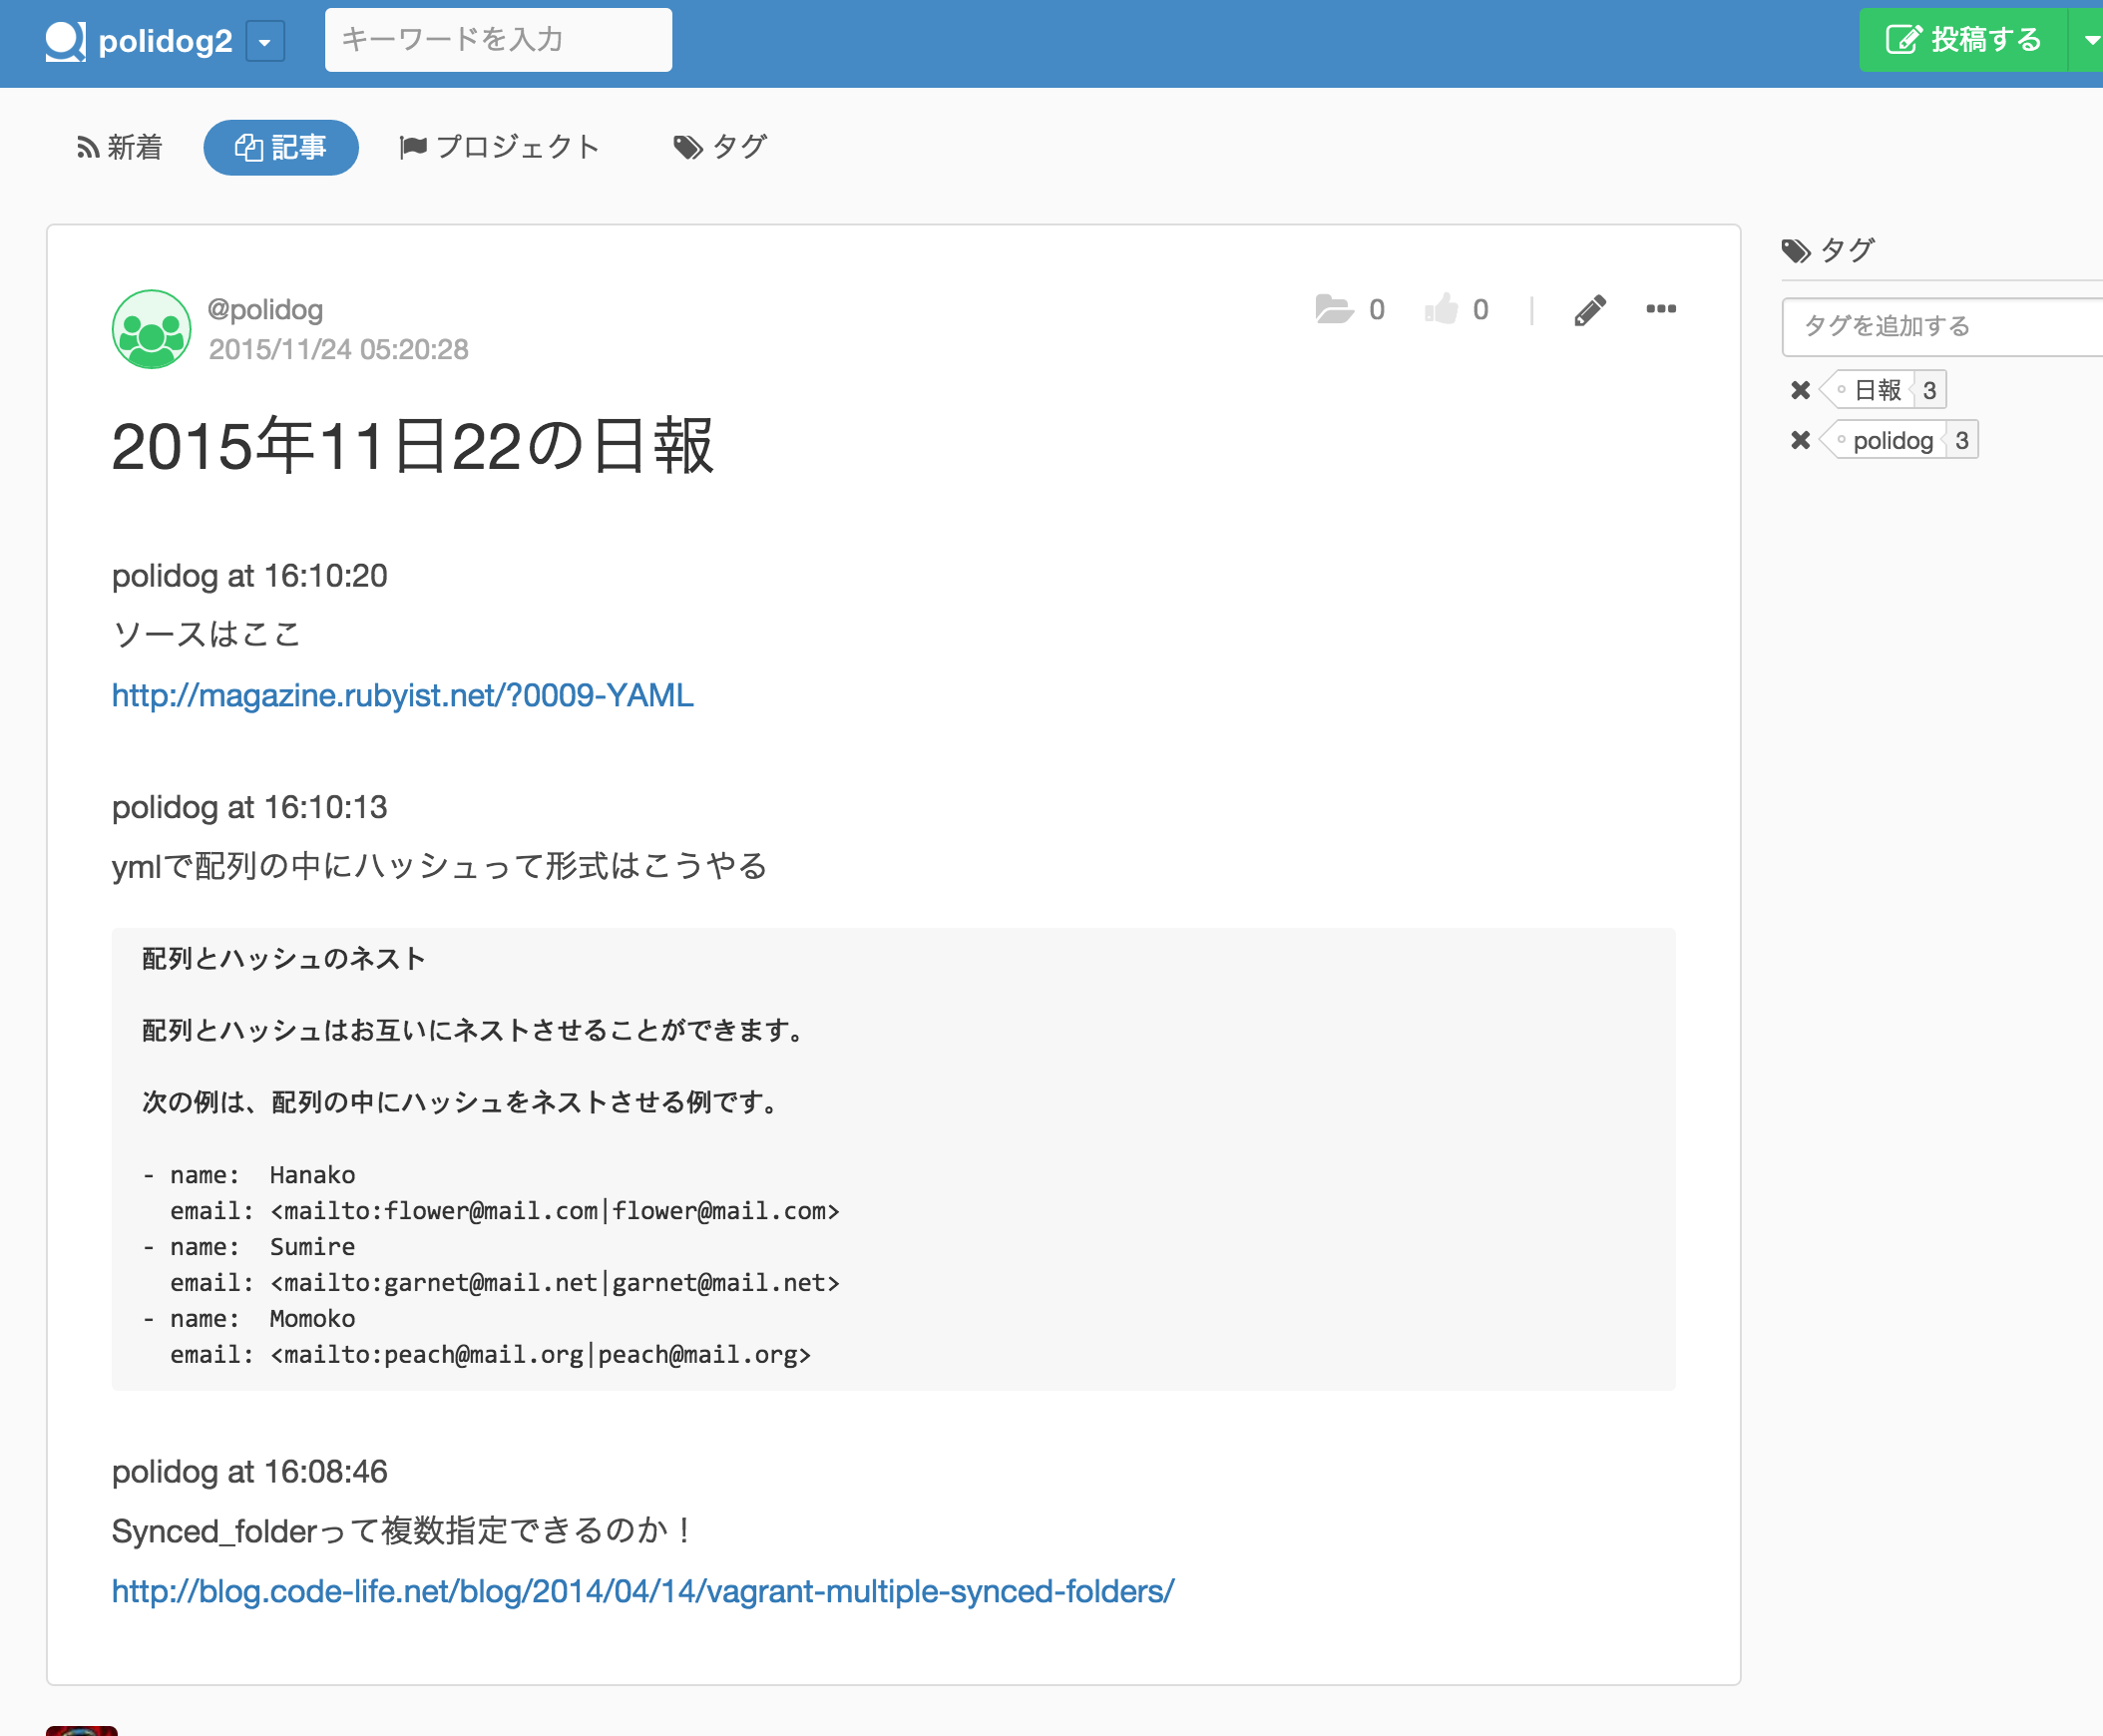 polidog2
キーワードを入力
投稿する
新着
記事
プロジェクト
タグ
@polidog
2015/11/24 05:20:28
0
0
2015年11日22の日報
polidog at 16:10:20
ソースはここ
http://magazine.rubyist.net/?0009-YAML
polidog at 16:10:13
ymlで配列の中にハッシュって形式はこうやる
配列とハッシュのネスト
配列とハッシュはお互いにネストさせることができます。
次の例は、配列の中にハッシュをネストさせる例です。
- name:  Hanako
  email: <mailto:flower@mail.com|flower@mail.com>
- name:  Sumire
  email: <mailto:garnet@mail.net|garnet@mail.net>
- name:  Momoko
  email: <mailto:peach@mail.org|peach@mail.org>
polidog at 16:08:46
Synced_folderって複数指定できるのか！
http://blog.code-life.net/blog/2014/04/14/vagrant-multiple-synced-folders/
タグ
タグを追加する
日報 3
polidog 3